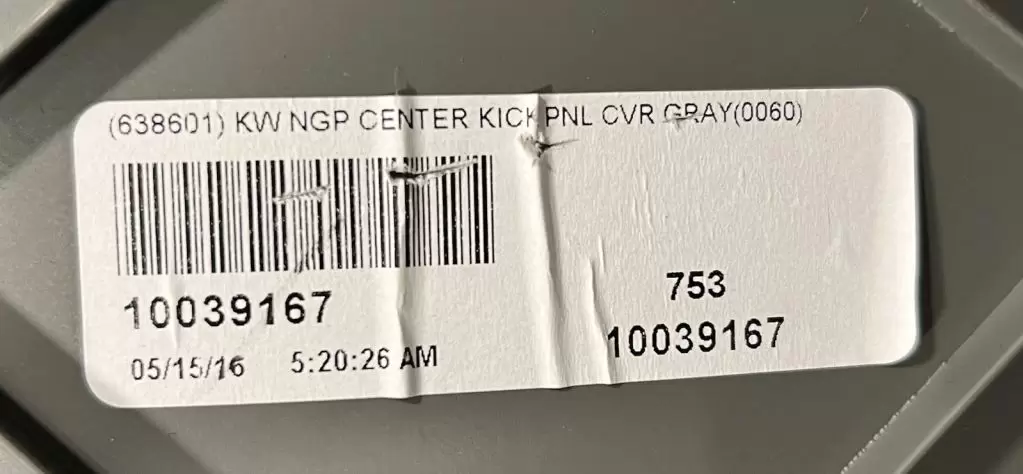 (638601) KW NGP CENTER KICK PNL CVR GRAY(0060)
10039167
05/15/16 5:20:26 AM
753
10039167